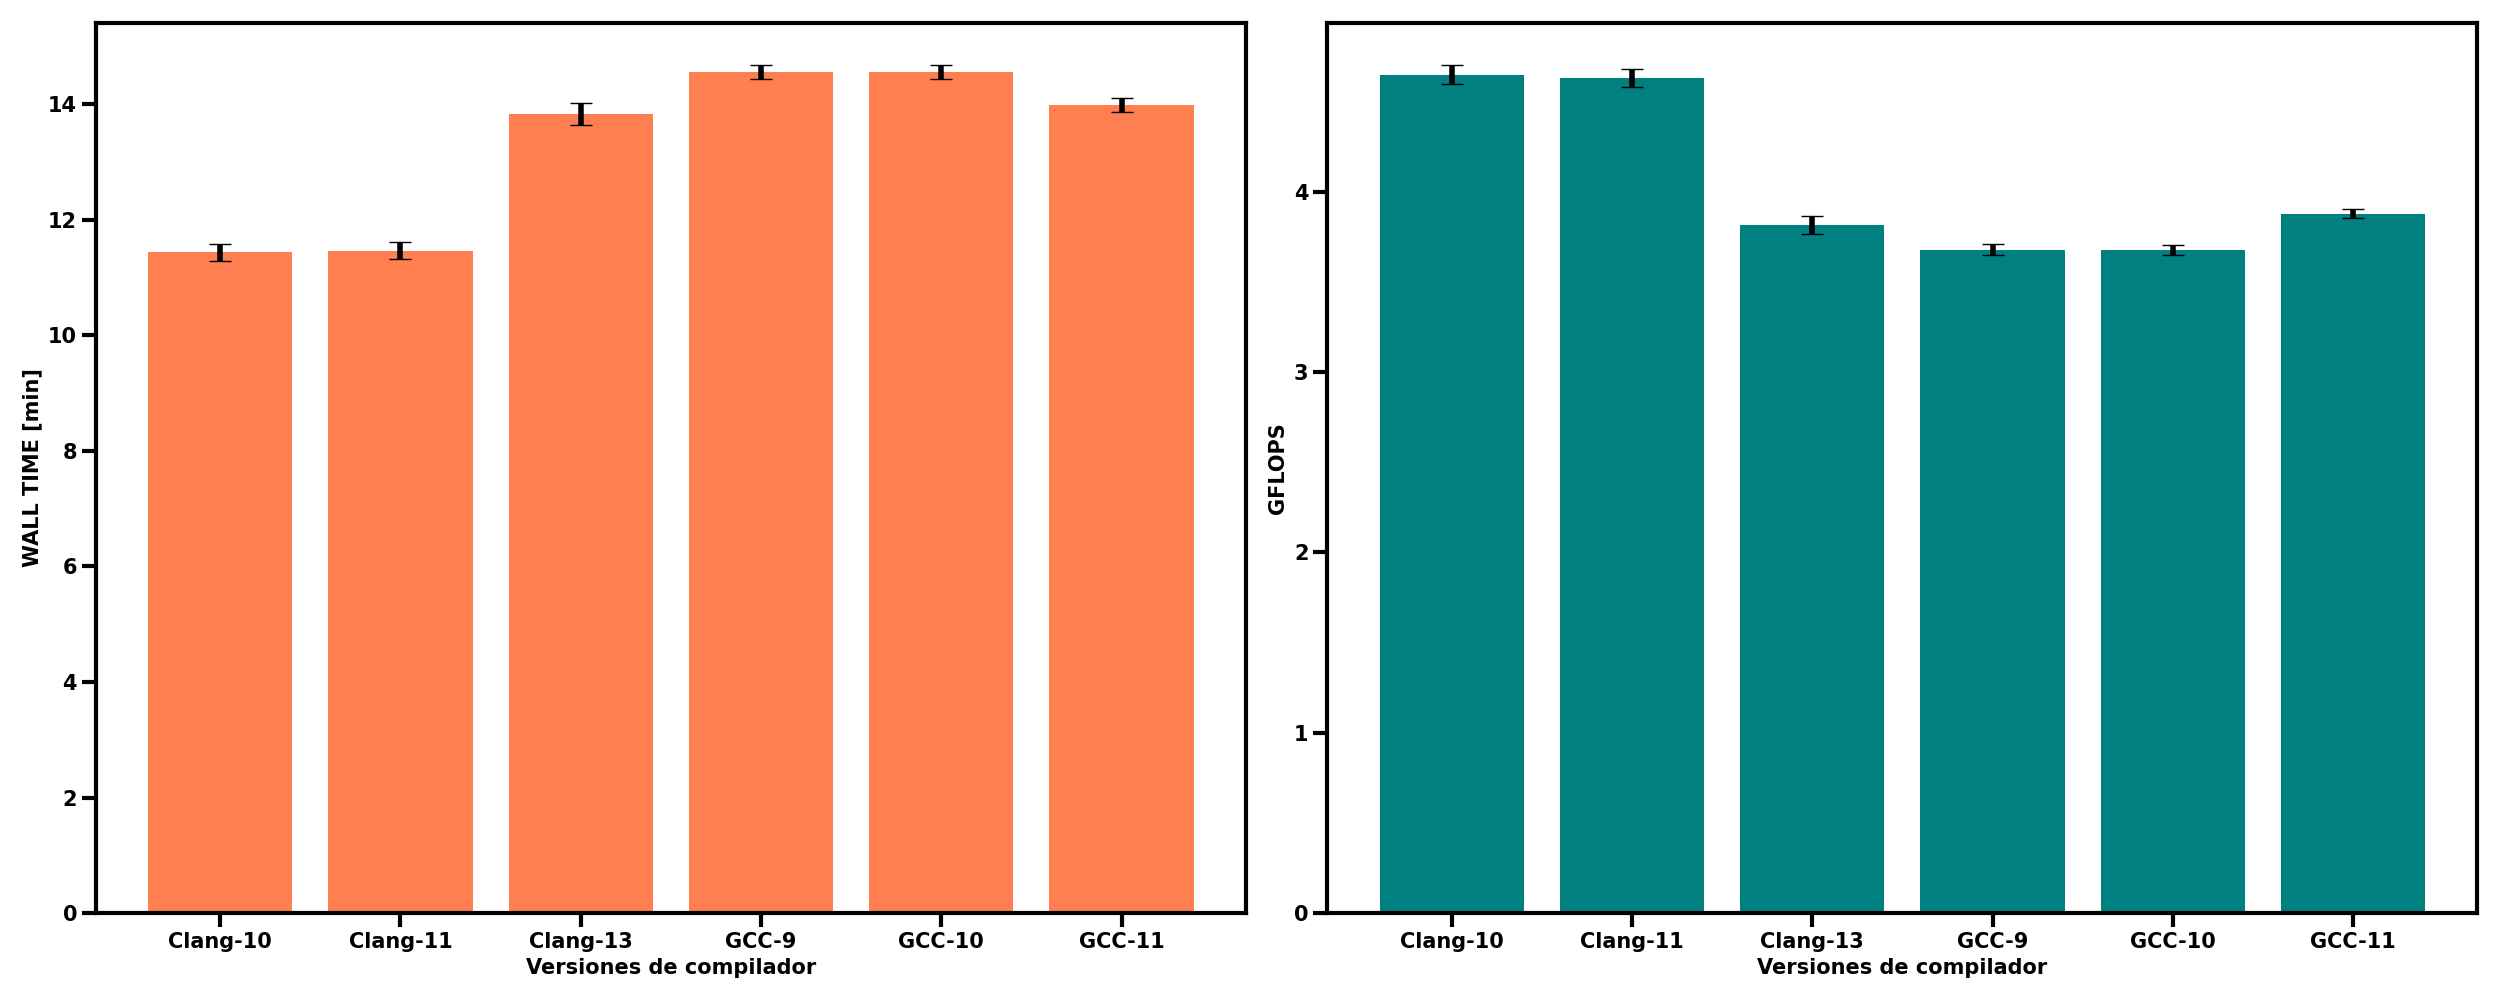 WALL TIME [min]
14
12
10
8
6
4
2
0
Clang-10 Clang-11 Clang-13 GCC-9 GCC-10 GCC-11
Versiones de compilador
GFLOPS
4
3
2
1
0
Clang-10 Clang-11 Clang-13 GCC-9 GCC-10 GCC-11
Versiones de compilador